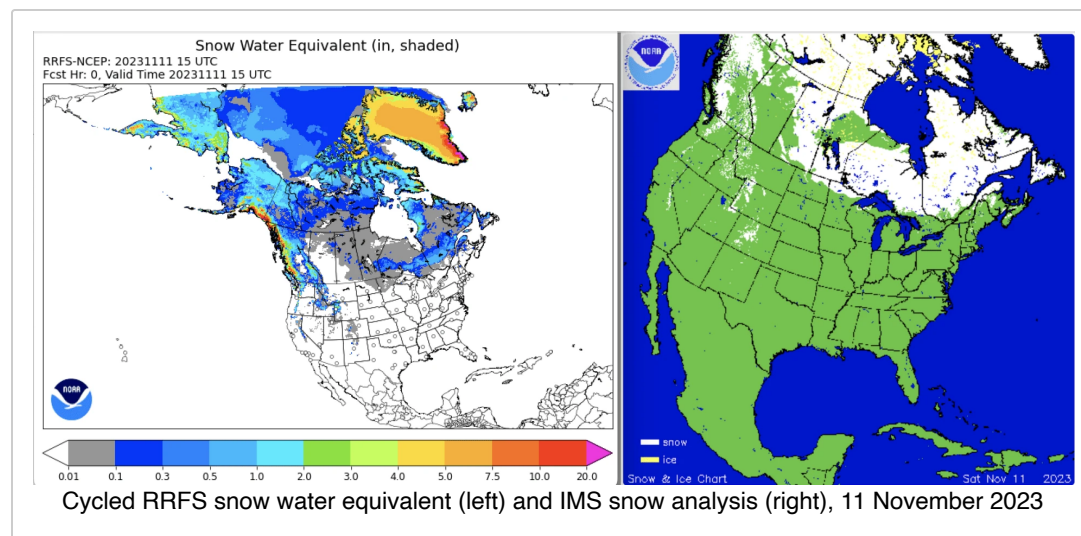 Snow Water Equivalent (in, shaded)
RRFS-NCEP: 20231111 15 UTC
Fcst Hr: 0, Valid Time 20231111 15 UTC
NOAA
0.01 0.1 0.3 0.5 1.0 2.0 3.0 4.0 5.0 7.5 10.0 20.0
NOAA
snow
ice
Snow & Ice Chart Sat Nov 11 2023
Cycled RRFS snow water equivalent (left) and IMS snow analysis (right), 11 November 2023